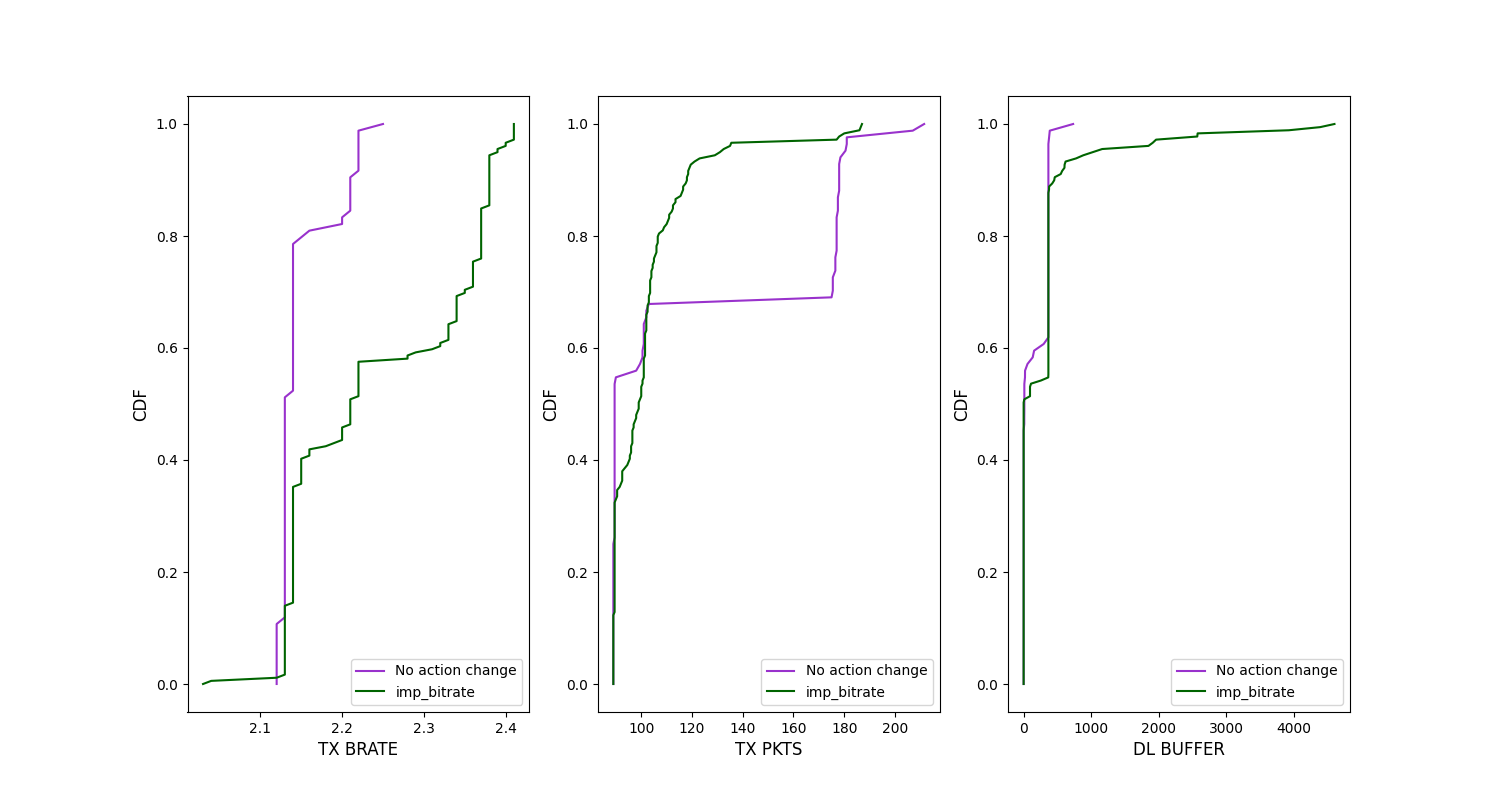 1.0
0.8
0.6
0.4
0.2
0.0
CDF
2.1 2.2 2.3 2.4
TX BRATE
No action change
imp_bitrate
1.0
0.8
0.6
0.4
0.2
0.0
CDF
100 120 140 160 180 200
TX PKTS
No action change
imp_bitrate
1.0
0.8
0.6
0.4
0.2
0.0
CDF
0 1000 2000 3000 4000
DL BUFFER
No action change
imp_bitrate